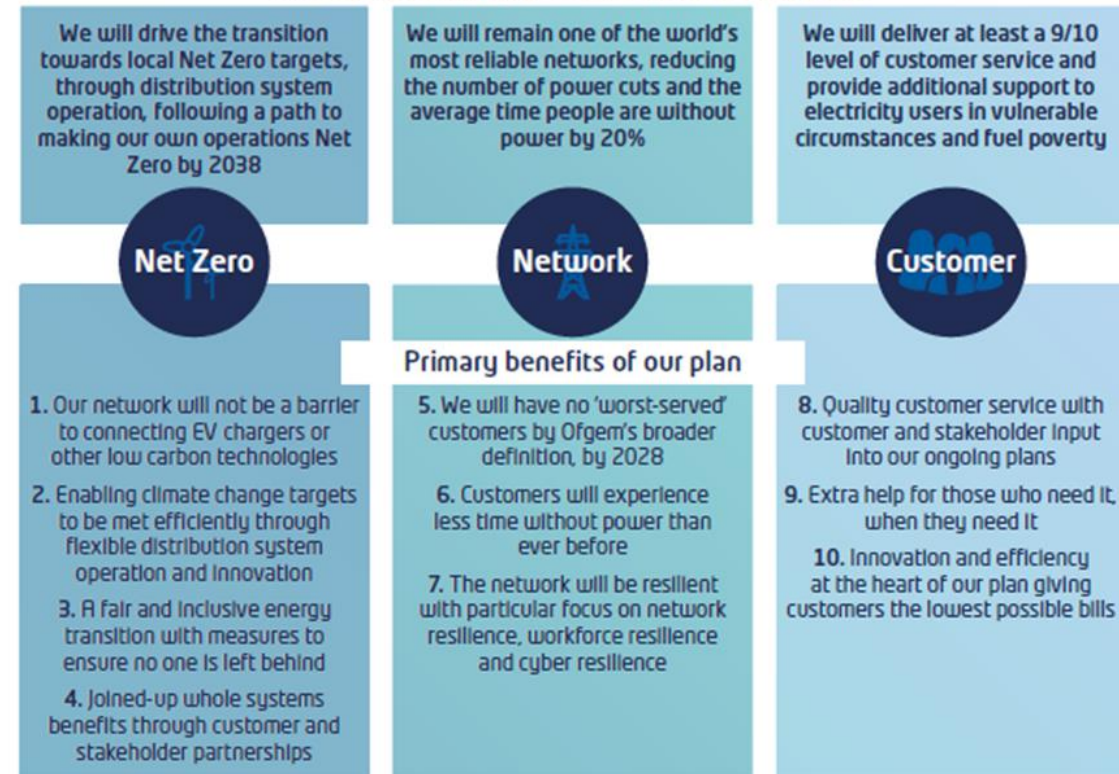 We will drive the transition
towards local Net Zero targets,
through distribution system
operation, following a path to
making our own operations Net
Zero by 2038
We will remain one of the world's
most reliable networks, reducing
the number of power cuts and the
average time people are without
power by 20%
We will deliver at least a 9/10
level of customer service and
provide additional support to
electricity users in vulnerable
circumstances and fuel poverty
Net Zero
Network
Customer
Primary benefits of our plan
1. Our network will not be a barrier
to connecting EV chargers or
other low carbon technologies
2. Enabling climate change targets
to be met efficiently through
flexible distribution system
operation and innovation
3. A fair and inclusive energy
transition with measures to
ensure no one is left behind
4. Joined-up whole systems
benefits through customer and
stakeholder partnerships
5. We will have no 'worst-served'
customers by Ofgem's broader
definition, by 2028
6. Customers will experience
less time without power than
ever before
7. The network will be resilient
with particular focus on network
resilience, workforce resilience
and cyber resilience
8. Quality customer service with
customer and stakeholder input
into our ongoing plans
9. Extra help for those who need it,
when they need it
10. Innovation and efficiency
at the heart of our plan giving
customers the lowest possible bills